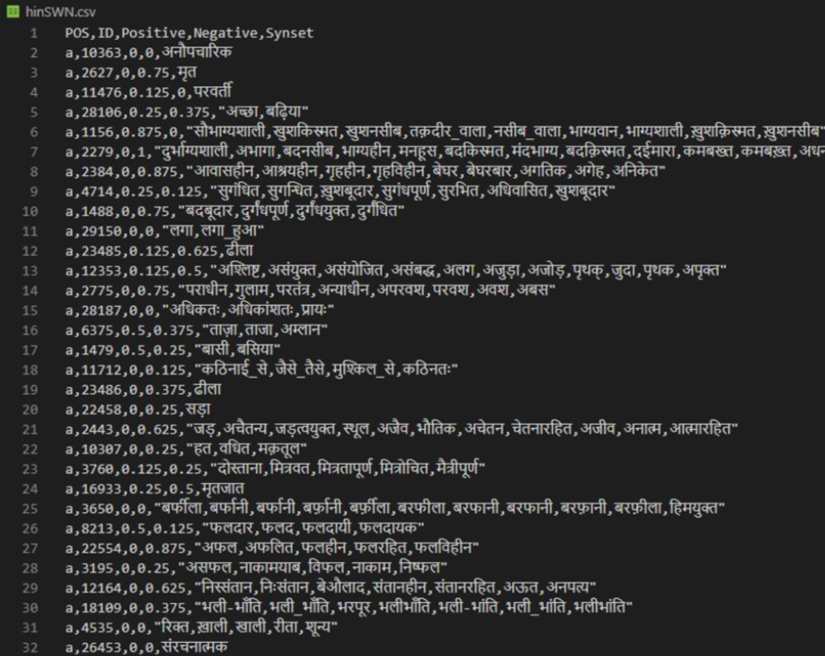 hinSWN.csv
1 POS,ID,Positive,Negative,Synset
2 a,10363,0,0,अनौपचारिक
3 a,2627,0,0.75,मृत
4 a,11476,0.125,0,परवर्ती
5 a,28106,0.25,0.375,"अच्छा,बढ़िया"
6 a,1156,0.875,0,"सौभाग्यशाली,खुशकिस्मत,खुशनसीब,तक़दीर_वाला,नसीब_वाला,भाग्यवान,भाग्यशाली,ख़ुशक़िस्मत,ख़ुशनसीब"
7 a,2279,0,1,"दुर्भाग्यशाली,अभागा,बदनसीब,भाग्यहीन,मनहूस,बदकिस्मत,मंदभाग्य,बदक़िस्मत,दईमारा,कमबख्त,कमबख़्त,अधन
8 a,2384,0,0.875,"आवासहीन,आश्रयहीन,गृहहीन,गृहविहीन,बेघर,बेघरबार,अगतिक,अगेह,अनिकेत"
9 a,4714,0.25,0.125,"सुगंधित,सुगन्धित,ख़ुशबूदार,सुगंधपूर्ण,सुरभित,अधिवासित,खुशबूदार"
10 a,1488,0,0.75,"बदबूदार,दुर्गंधपूर्ण,दुर्गंधयुक्त,दुर्गंधित"
11 a,29150,0,0,"लगा,लगा_हुआ"
12 a,23485,0.125,0.625,ढीला
13 a,12353,0.125,0.5,"अश्लिष्ट,असंयुक्त,असंयोजित,असंबद्ध,अलग,अजुड़ा,अजोड़,पृथक्,जुदा,पृथक,अपृक्त"
14 a,2775,0,0.75,"पराधीन,गुलाम,परतंत्र,अन्याधीन,अपरवश,परवश,अवश,अबस"
15 a,28187,0,0,"अधिकतः,अधिकांशतः,प्रायः"
16 a,6375,0.5,0.375,"ताज़ा,ताजा,अम्लान"
17 a,1479,0.5,0.25,"बासी,बसिया"
18 a,11712,0,0.125,"कठिनाई_से,जैसे_तैसे,मुश्किल_से,कठिनतः"
19 a,23486,0,0.375,ढीला
20 a,22458,0,0.25,सड़ा
21 a,2443,0,0.625,"जड़,अचैतन्य,जड़त्वयुक्त,स्थूल,अजैव,भौतिक,अचेतन,चेतनारहित,अजीव,अनात्म,आत्मारहित"
22 a,10307,0,0.25,"हत,वधित,मक़तूल"
23 a,3760,0.125,0.25,"दोस्ताना,मित्रवत,मित्रतापूर्ण,मित्रोचित,मैत्रीपूर्ण"
24 a,16933,0.25,0.5,मृतजात
25 a,3650,0,0,"बर्फीला,बर्फानी,बर्फ़ानी,बर्फ़ीला,बरफीला,बरफानी,बरफ़ानी,बरफ़ीला,हिमयुक्त"
26 a,8213,0.5,0.125,"फलदार,फलद,फलदायी,फलदायक"
27 a,22554,0,0.875,"अफल,अफलित,फलहीन,फलरहित,फलविहीन"
28 a,3195,0,0.25,"असफल,नाकामयाब,विफल,नाकाम,निष्फल"
29 a,12164,0,0.625,"निस्संतान,निःसंतान,बेऔलाद,संतानहीन,संतानरहित,अऊत,अनपत्य"
30 a,18109,0,0.375,"भली-भाँति,भली_भाँति,भरपूर,भलीभाँति,भली-भांति,भली_भांति,भलीभांति"
31 a,4535,0,0,"रिक्त,ख़ाली,खाली,रीता,शून्य"
32 a,26453,0,0,संरचनात्मक